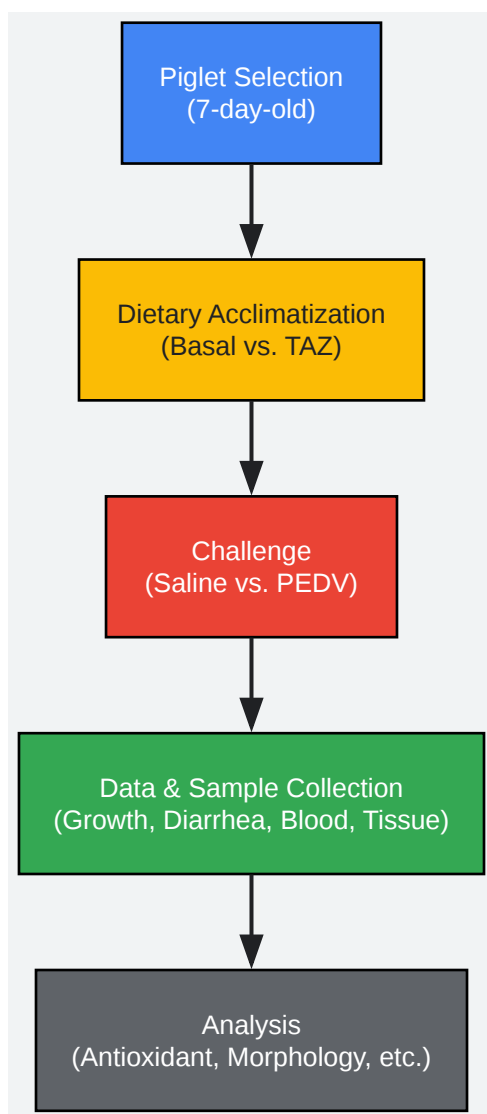 Piglet Selection
(7-day-old)
Dietary Acclimatization
(Basal vs. TAZ)
Challenge
(Saline vs. PEDV)
Data & Sample Collection
(Growth, Diarrhea, Blood, Tissue)
Analysis
(Antioxidant, Morphology, etc.)